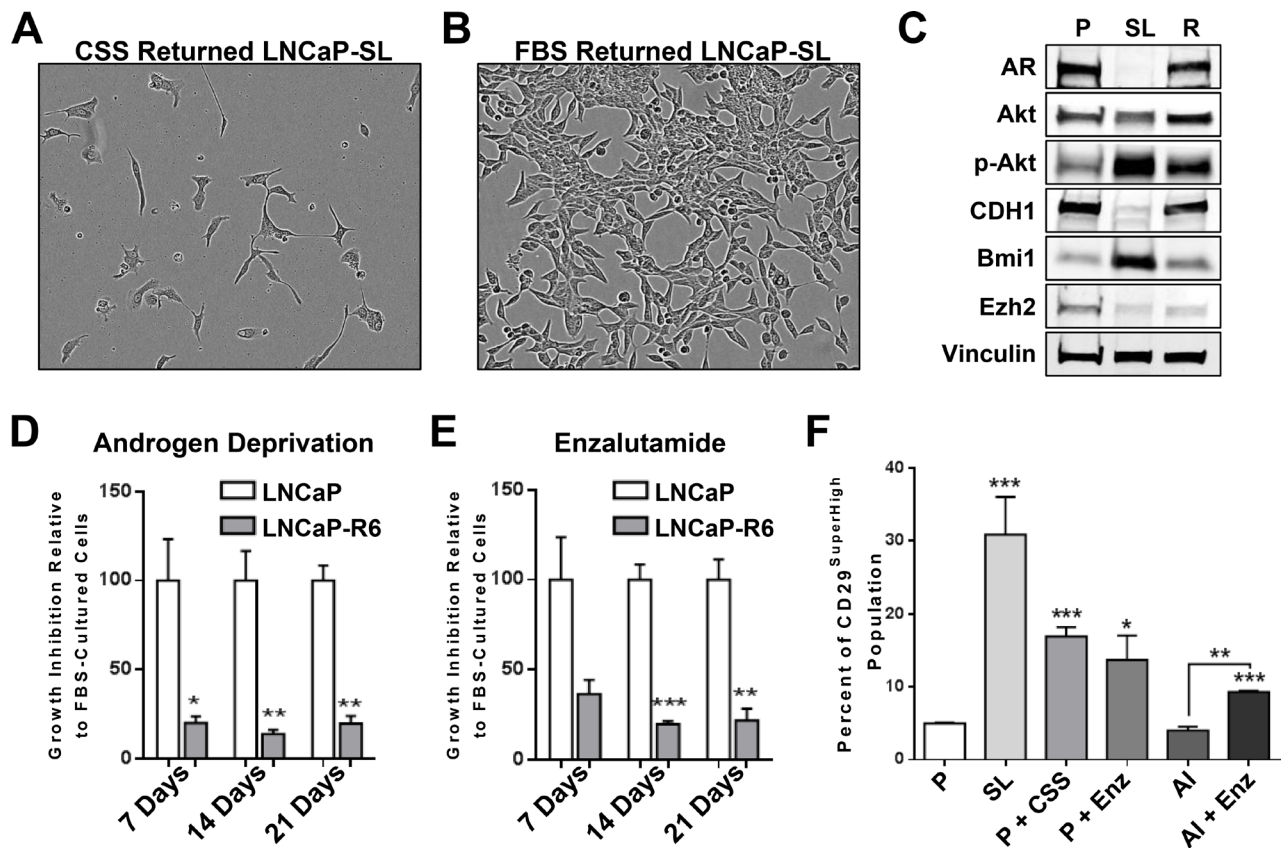 A
CSS Returned LNCaP-SL
B
FBS Returned LNCaP-SL
C
P SL R
AR
Akt
p-Akt
CDH1
Bmi1
Ezh2
Vinculin
D
Androgen Deprivation
Growth Inhibition Relative
to FBS-Cultured Cells
150
100
50
0
LNCaP
LNCaP-R6
*
**
**
7 Days
14 Days
21 Days
E
Enzalutamide
Growth Inhibition Relative
to FBS-Cultured Cells
150
100
50
0
LNCaP
LNCaP-R6
***
**
7 Days
14 Days
21 Days
F
Percent of CD29SuperHigh
Population
40
30
20
10
0
***
***
*
**
***
P
SL
P + CSS
P + Enz
AI
AI + Enz